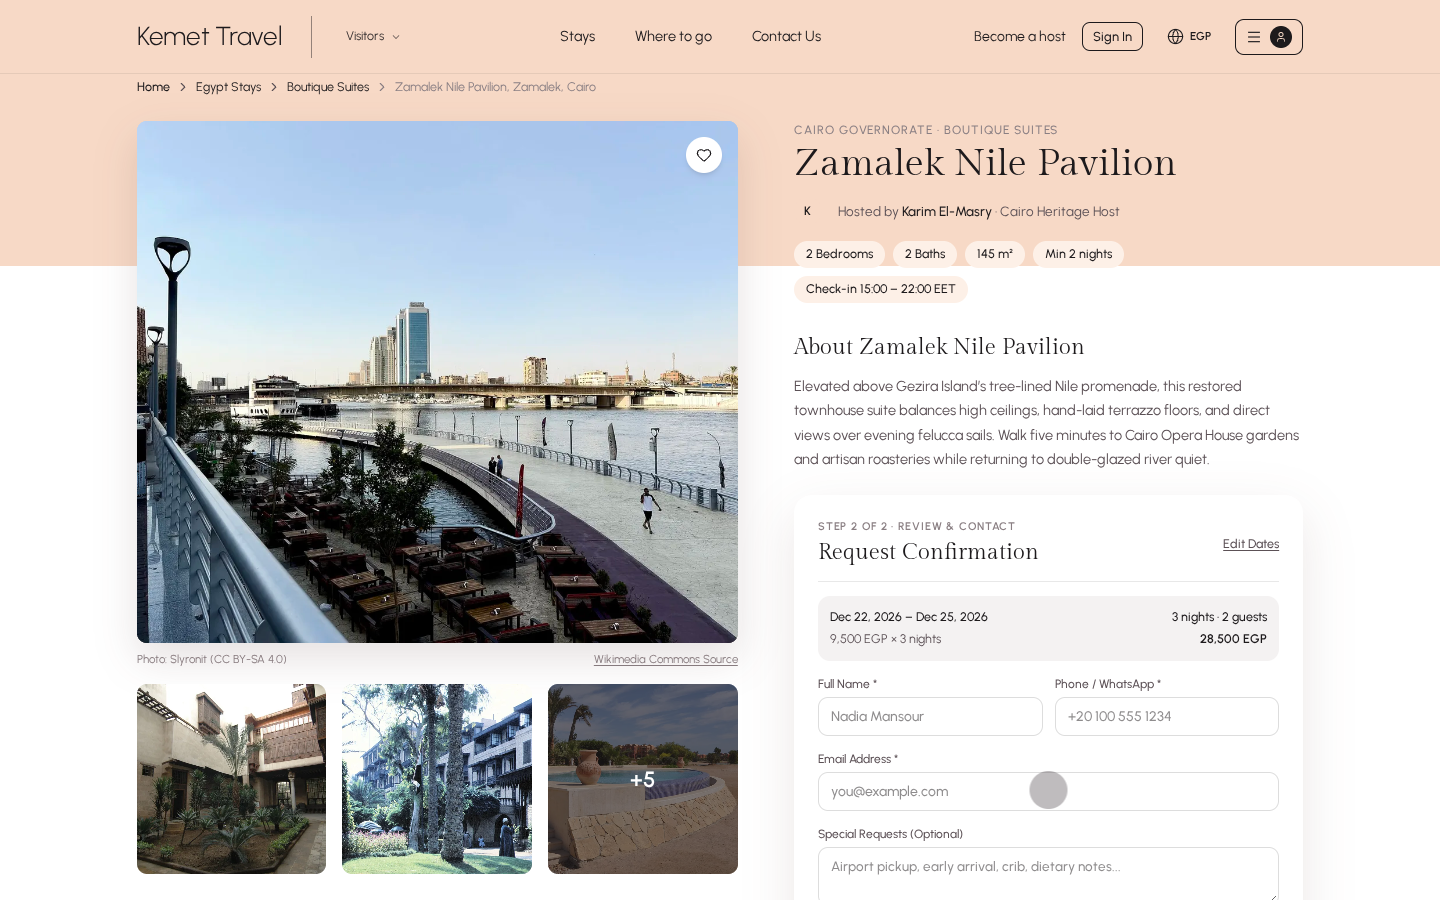 Kemet Travel
Visitors
Stays
Where to go
Contact Us
Become a host
Sign In
EGP
Home
Egypt Stays
Boutique Suites
Zamalek Nile Pavilion, Zamalek, Cairo
Photo: Slyronit (CC BY-SA 4.0)
Wikimedia Commons Source
+5
CAIRO GOVERNORATE · BOUTIQUE SUITES
Zamalek Nile Pavilion
K
Hosted by Karim El-Masry · Cairo Heritage Host
2 Bedrooms
2 Baths
145 m²
Min 2 nights
Check-in 15:00 – 22:00 EET
About Zamalek Nile Pavilion
Elevated above Gezira Island’s tree-lined Nile promenade, this restored
townhouse suite balances high ceilings, hand-laid terrazzo floors, and direct
views over evening felucca sails. Walk five minutes to Cairo Opera House gardens
and artisan roasteries while returning to double-glazed river quiet.
STEP 2 OF 2 · REVIEW & CONTACT
Request Confirmation
Edit Dates
Dec 22, 2026 – Dec 25, 2026
3 nights · 2 guests
9,500 EGP × 3 nights
28,500 EGP
Full Name *
Phone / WhatsApp *
Nadia Mansour
+20 100 555 1234
Email Address *
you@example.com
Special Requests (Optional)
Airport pickup, early arrival, crib, dietary notes...